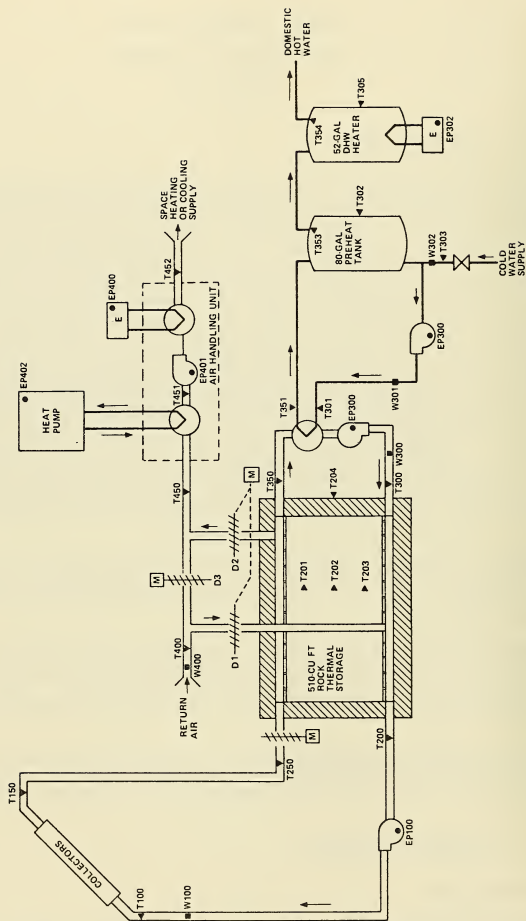 DOMESTIC
HOT
WATER
T305
T354
52-GAL
DHW
HEATER
E
EP302
T302
T353
80-GAL
PREHEAT
TANK
W302
T303
COLD
WATER
SUPPLY
SPACE
HEATING
OR COOLING
SUPPLY
T452
EP400
E
AIR HANDLING UNIT
EP401
T451
EP402
HEAT
PUMP
T450
EP300
W301
T351
T301
EP300
T350
W300
T300
T204
M
D2
M
D3
D1
T400
W400
RETURN
AIR
T201
T202
T203
510-CU FT
ROCK
THERMAL
STORAGE
M
T250
T200
T150
COLLECTORS
T100
W100
EP100